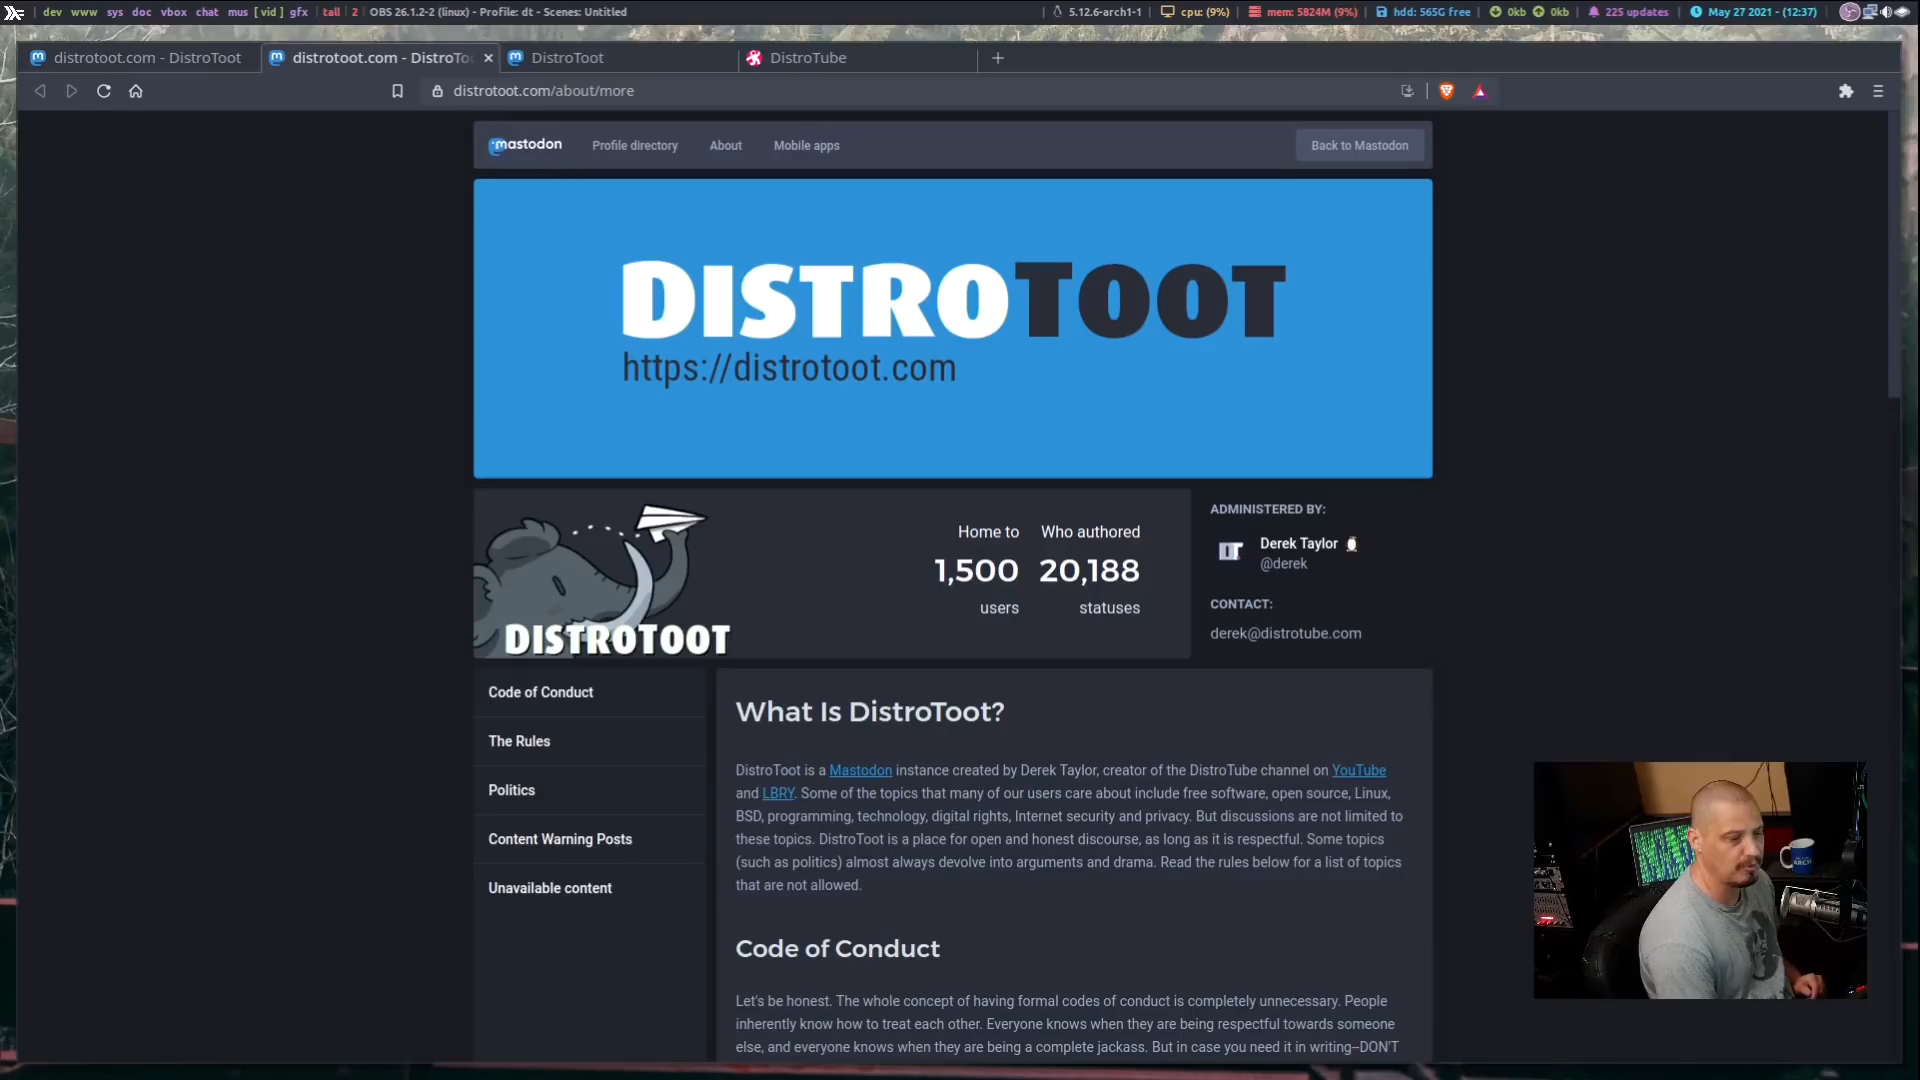 dev www sys doc vbox chat mus [ vid ] gfx | tall | 2 | OBS 26.1.2-2 (linux) - Profile: dt - Scenes: Untitled
| 5.12.6-arch1-1 | cpu: (9%) | mem: 5824M (9%) | hdd: 565G free | 0kb 0kb | 225 updates | May 27 2021 - (12:37) |
distrotoot.com - DistroToot
distrotoot.com - DistroToo
DistroToot
DistroTube
distrotoot.com/about/more
mastodon
Profile directory
About
Mobile apps
Back to Mastodon
DISTROTOOT
https://distrotoot.com
DISTROTOOT
Home to
1,500
users
Who authored
20,188
statuses
ADMINISTERED BY:
Derek Taylor
@derek
CONTACT:
derek@distrotube.com
Code of Conduct
The Rules
Politics
Content Warning Posts
Unavailable content
What Is DistroToot?
DistroToot is a Mastodon instance created by Derek Taylor, creator of the DistroTube channel on YouTube
and LBRY. Some of the topics that many of our users care about include free software, open source, Linux,
BSD, programming, technology, digital rights, Internet security and privacy. But discussions are not limited to
these topics. DistroToot is a place for open and honest discourse, as long as it is respectful. Some topics
(such as politics) almost always devolve into arguments and drama. Read the rules below for a list of topics
that are not allowed.
Code of Conduct
Let's be honest. The whole concept of having formal codes of conduct is completely unnecessary. People
inherently know how to treat each other. Everyone knows when they are being respectful towards someone
else, and everyone knows when they are being a complete jackass. But in case you need it in writing--DON'T
ARCH